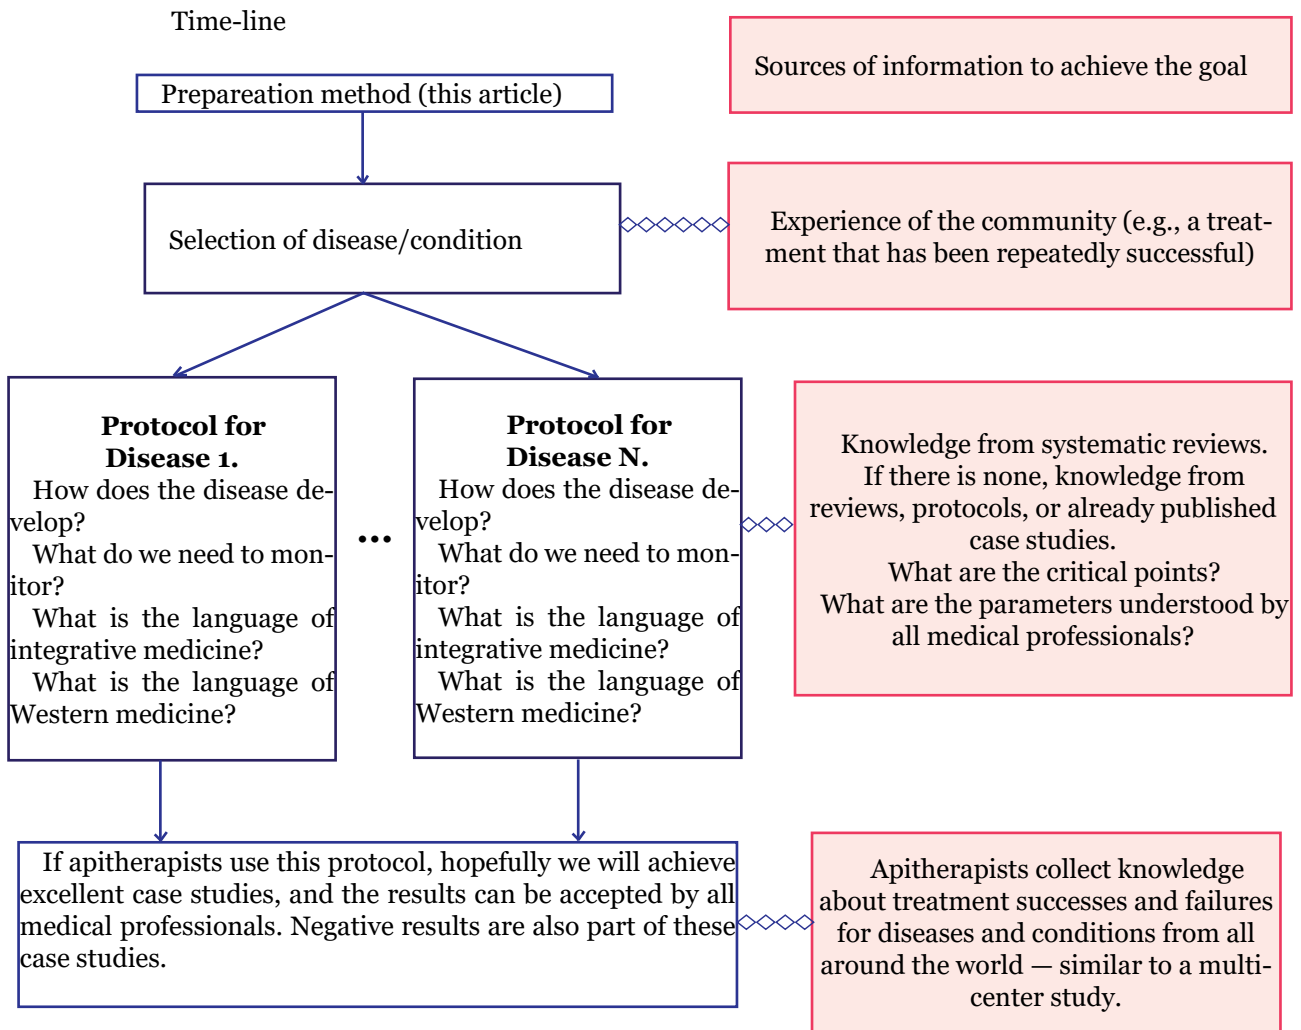 Time-line
Sources of information to achieve the goal
Prepareation method (this article)
Selection of disease/condition
Experience of the community (e.g., a treat-
ment that has been repeatedly successful)
Protocol for
Disease 1.
How does the disease de-
velop?
What do we need to mon-
itor?
What is the language of
integrative medicine?
What is the language of
Western medicine?
...
Protocol for
Disease N.
How does the disease de-
velop?
What do we need to mon-
itor?
What is the language of
integrative medicine?
What is the language of
Western medicine?
Knowledge from systematic reviews.
If there is none, knowledge from
reviews, protocols, or already published
case studies.
What are the critical points?
What are the parameters understood by
all medical professionals?
If apitherapists use this protocol, hopefully we will achieve
excellent case studies, and the results can be accepted by all
medical professionals. Negative results are also part of these
case studies.
Apitherapists collect knowledge
about treatment successes and failures
for diseases and conditions from all
around the world — similar to a multi-
center study.